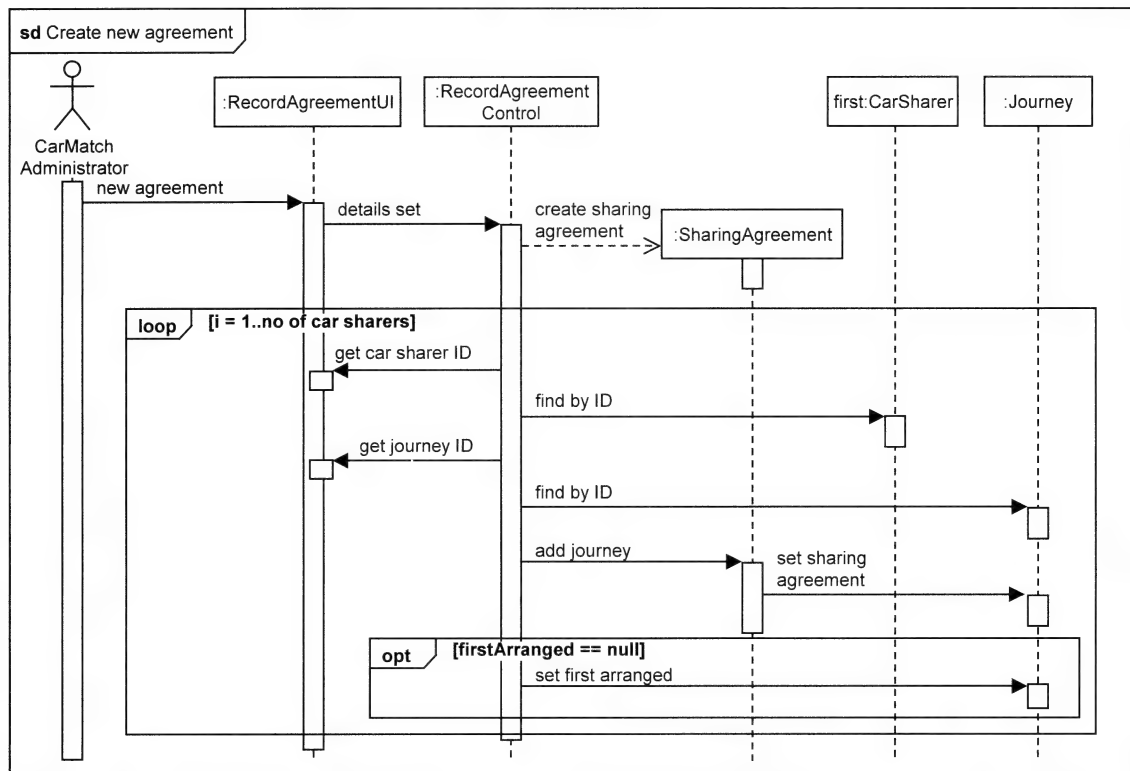 sd Create new agreement
CarMatch
Administrator
:RecordAgreementUI
:RecordAgreement
Control
first:CarSharer
:Journey
new agreement
details set
create sharing
agreement
:SharingAgreement
loop
[i = 1..no of car sharers]
get car sharer ID
find by ID
get journey ID
find by ID
add journey
set sharing
agreement
opt
[firstArranged == null]
set first arranged